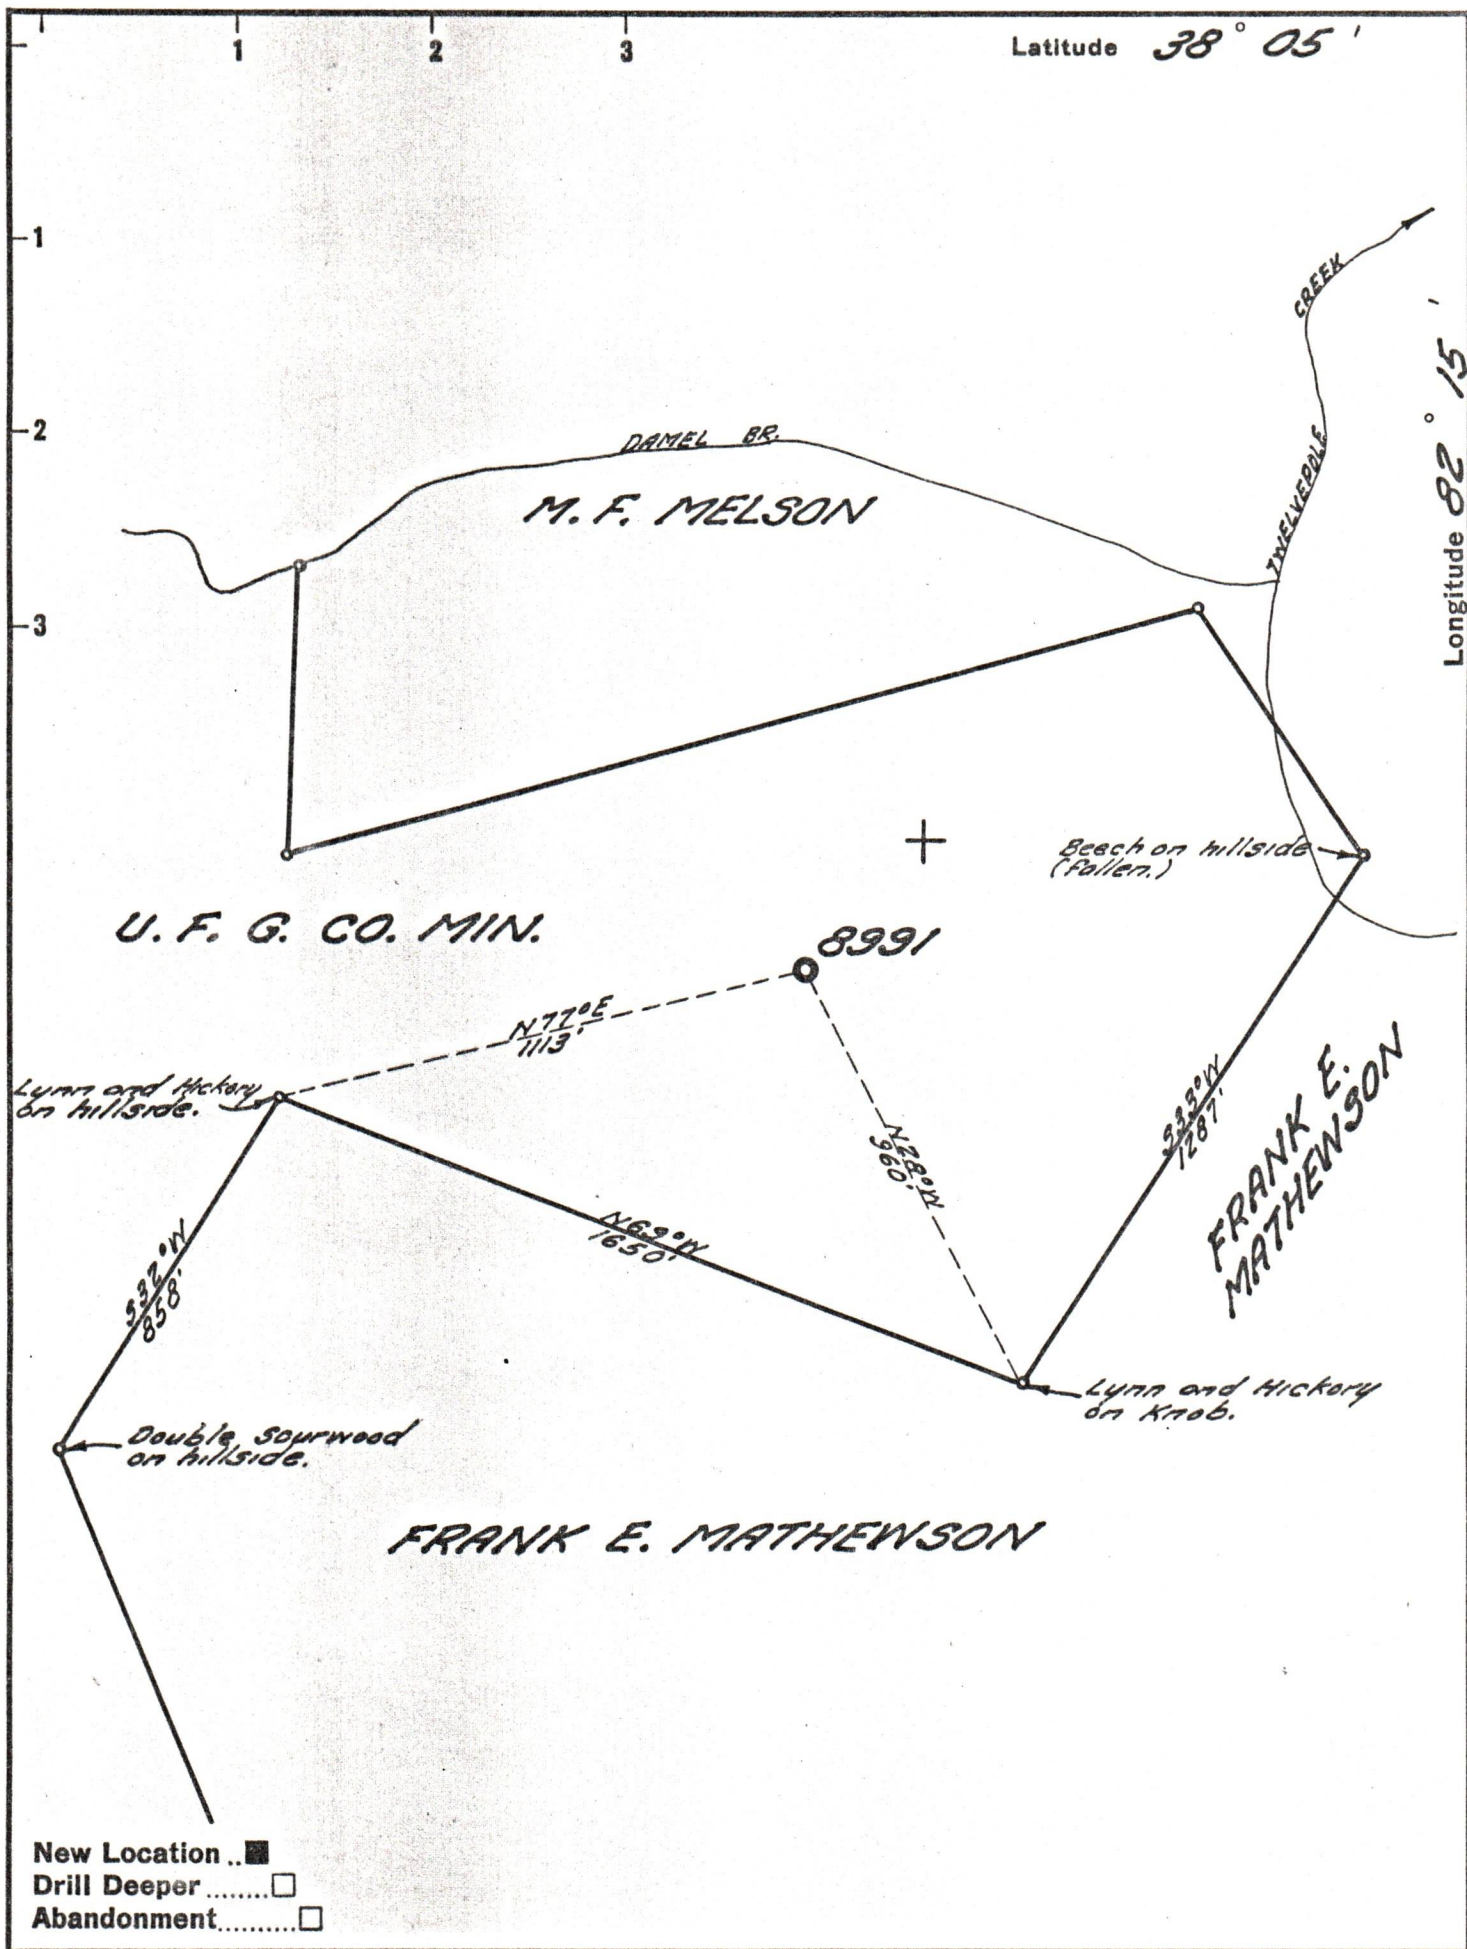 1 2 3
Latitude 38° 05'
1
2
3
CREEK
TWELVEPOLE
Longitude 82° 15'
DAMEL BR.
M. F. MELSON
Beech on hillside
(fallen.)
U. F. G. CO. MIN.
8991
N77°E
1113'
Lynn and Hickory
on hillside.
N28°W
960'
S33°W
1287'
FRANK E.
MATHEWSON
N69°W
1650'
S32°W
858'
Lynn and Hickory
on Knob.
Double Sourwood
on hillside.
FRANK E. MATHEWSON
New Location ..■
Drill Deeper ........□
Abandonment..........□